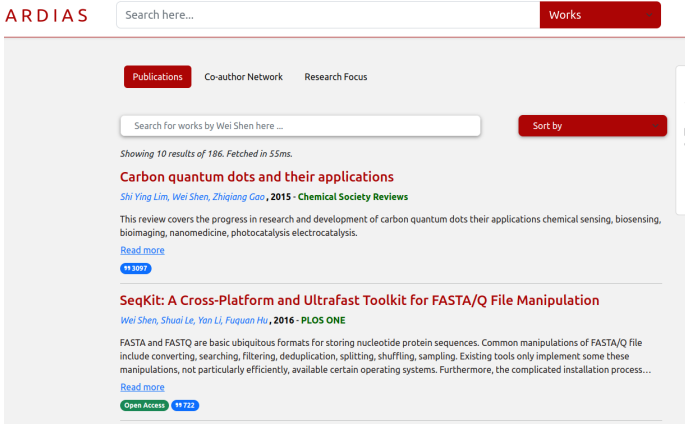 ARDIAS
Search here...
Works
Publications
Co-author Network
Research Focus
Search for works by Wei Shen here ...
Sort by
Showing 10 results of 186. Fetched in 55ms.
Carbon quantum dots and their applications
Shi Ying Lim, Wei Shen, Zhiqiang Gao , 2015 - Chemical Society Reviews
This review covers the progress in research and development of carbon quantum dots their applications chemical sensing, biosensing,
bioimaging, nanomedicine, photocatalysis electrocatalysis.
Read more
3097
SeqKit: A Cross-Platform and Ultrafast Toolkit for FASTA/Q File Manipulation
Wei Shen, Shuai Le, Yan Li, Fuquan Hu , 2016 - PLOS ONE
FASTA and FASTQ are basic ubiquitous formats for storing nucleotide protein sequences. Common manipulations of FASTA/Q file
include converting, searching, filtering, deduplication, splitting, shuffling, sampling. Existing tools only implement some these
manipulations, not particularly efficiently, available certain operating systems. Furthermore, the complicated installation process...
Read more
Open Access
722